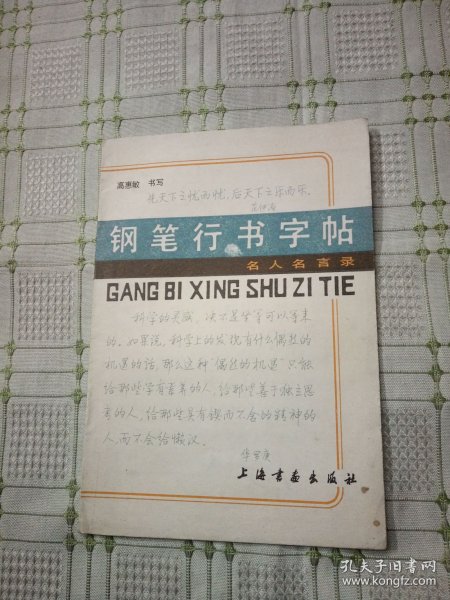 高惠敏 书写
先天下之忧而忧,后天下之乐而乐。
范仲淹
钢笔行书字帖
名人名言录
GANG BI XING SHU ZI TIE
科学的灵感,决不是坐等可以等来
的。如果说,科学上的发现有什么偶然的
机遇的话,那么这种“偶然的机遇”只能
给那些学有素养的人,给那些善于独立思
考的人,给那些具有锲而不舍的精神的
人,而不会给懒汉。
华罗庚
上海书画出版社
孔夫子旧书网
www.kongfz.com